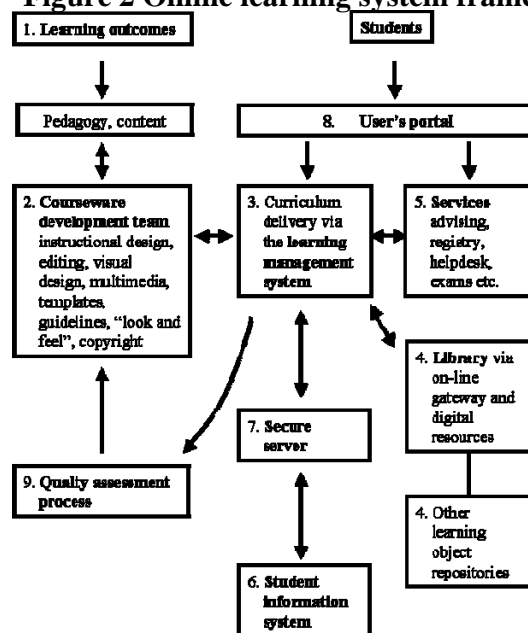 Figure 2 Online learning system
1. Learning outcomes
Students
Pedagogy, content
8. User's portal
2. Courseware
development team
instructional design,
editing, visual
design, multimedia,
templates,
guidelines, “look and
feel”, copyright
3. Curriculum
delivery via
the learning
management
system
5. Services
advising,
registry,
helpdesk,
exams etc.
4. Library via
on-line
gateway and
digital
resources
7. Secure
server
9. Quality assessment
process
4. Other
learning
object
repositories
6. Student
information
system